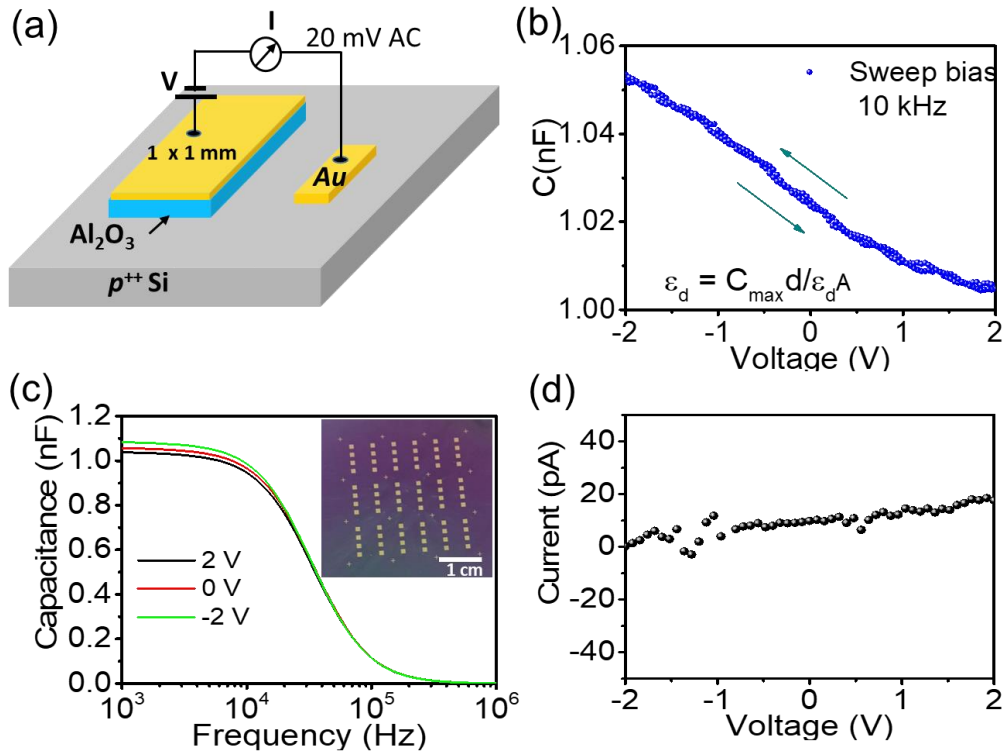 (a)
I
20 mV AC
V
1 x 1 mm
Au
Al₂O₃
p⁺⁺ Si
(b)
1.06
1.04
1.02
1.00
C(nF)
Sweep bias
10 kHz
ε_d = C_max d/ε_d A
-2 -1 0 1 2
Voltage (V)
(c)
1.2
1.0
0.8
0.6
0.4
0.2
0.0
Capacitance (nF)
2 V
0 V
-2 V
1 cm
10³ 10⁴ 10⁵ 10⁶
Frequency (Hz)
(d)
40
20
0
-20
-40
Current (pA)
-2 -1 0 1 2
Voltage (V)